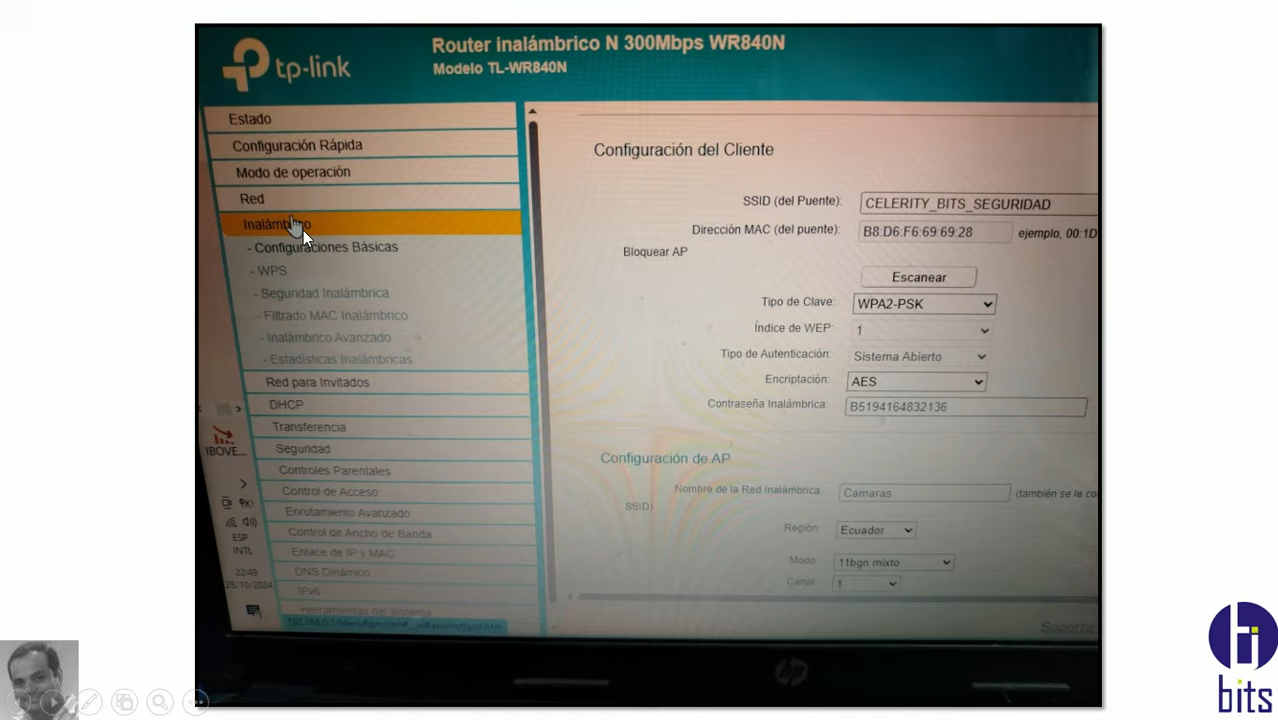 tp-link
Router inalámbrico N 300Mbps WR840N
Modelo TL-WR840N
Estado
Configuración Rápida
Modo de operación
Red
Inalámbrico
- Configuraciones Básicas
- WPS
- Seguridad Inalámbrica
- Filtrado MAC Inalámbrico
- Inalámbrico Avanzado
- Estadísticas Inalámbricas
Red para Invitados
DHCP
Transferencia
Seguridad
Controles Parentales
Control de Acceso
Enrutamiento Avanzado
Control de Ancho de Banda
Enlace de IP y MAC
DNS Dinámico
IPv6
Herramientas del Sistema
IBOVE...
ESP
INTL
22:49
25/10/2024
Configuración del Cliente
SSID (del Puente): CELERITY_BITS_SEGURIDAD
Dirección MAC (del puente): B8:D6:F6:69:69:28 ejemplo, 00:1D
Bloquear AP
Escanear
Tipo de Clave: WPA2-PSK
Índice de WEP: 1
Tipo de Autenticación: Sistema Abierto
Encriptación: AES
Contraseña Inalámbrica: B5194164832136
Configuración de AP
Nombre de la Red Inalámbrica Camaras (también se le co
SSID)
Región: Ecuador
Modo 11bgn mixto
Canal: 1
Soporte
hp
bits